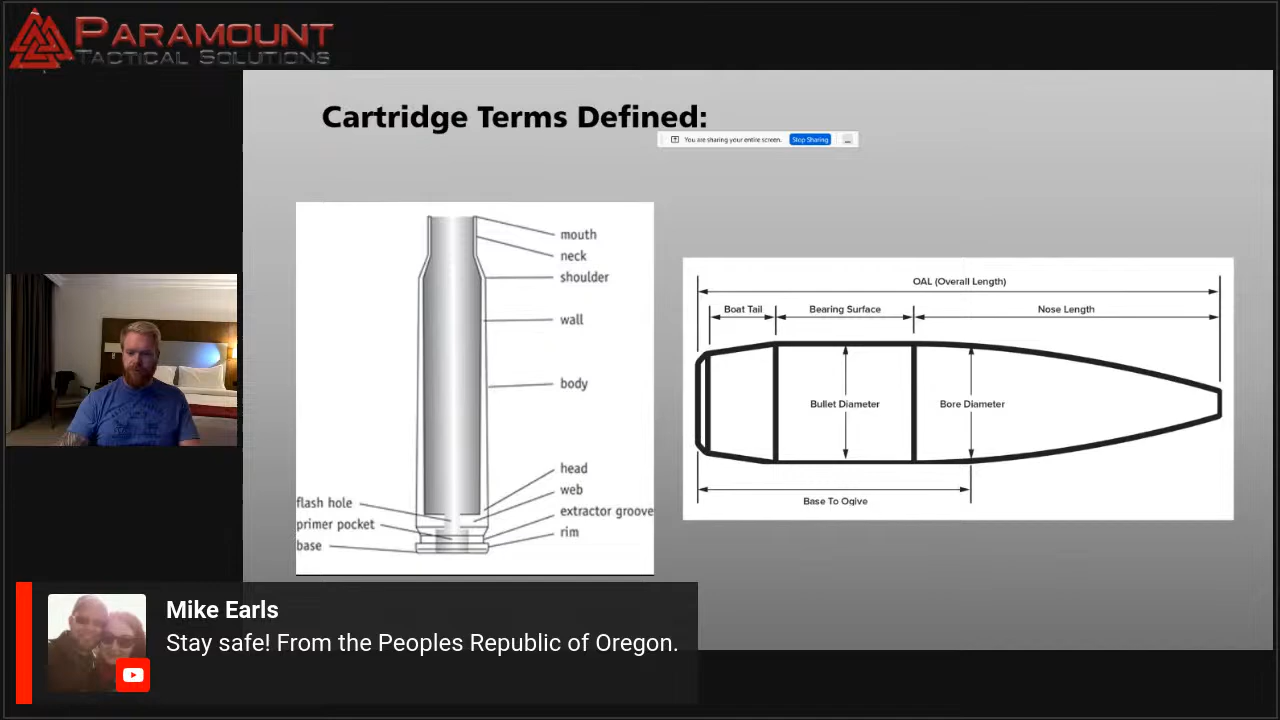 PARAMOUNT
TACTICAL SOLUTIONS
Cartridge Terms Defined:
You are sharing your entire screen.
Stop Sharing
mouth
neck
shoulder
wall
body
head
web
extractor groove
rim
flash hole
primer pocket
base
OAL (Overall Length)
Boat Tail
Bearing Surface
Nose Length
Bullet Diameter
Bore Diameter
Base To Ogive
Mike Earls
Stay safe! From the Peoples Republic of Oregon.